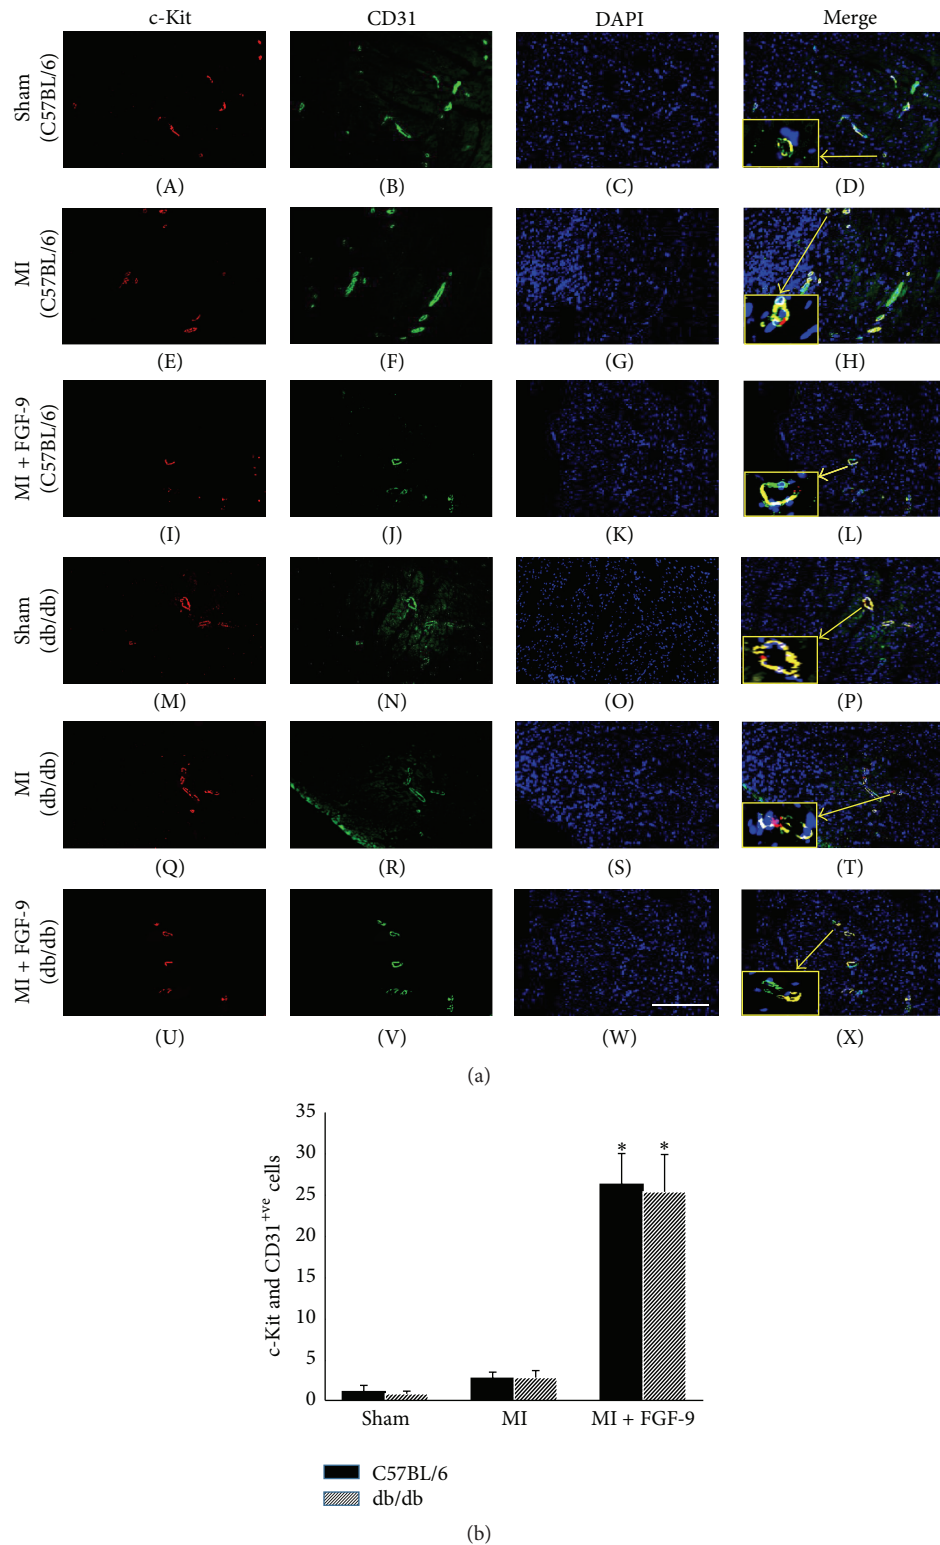 c-Kit CD31 DAPI Merge
Sham
(C57BL/6)
(A) (B) (C) (D)
MI
(C57BL/6)
(E) (F) (G) (H)
MI + FGF-9
(C57BL/6)
(I) (J) (K) (L)
Sham
(db/db)
(M) (N) (O) (P)
MI
(db/db)
(Q) (R) (S) (T)
MI + FGF-9
(db/db)
(U) (V) (W) (X)
(a)
c-Kit and CD31+ve cells
35
30
25
20
15
10
5
0
* *
Sham MI MI + FGF-9
C57BL/6
db/db
(b)